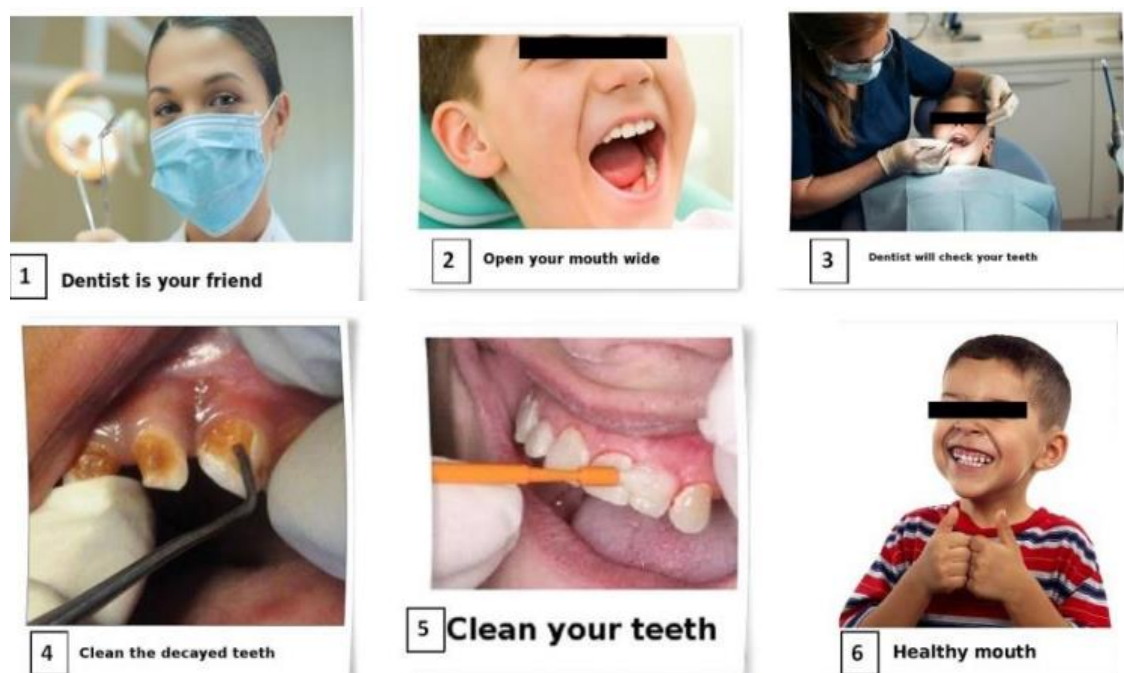 1 Dentist is your friend
2 Open your mouth wide
3 Dentist will check your teeth
4 Clean the decayed teeth
5 Clean your teeth
6 Healthy mouth